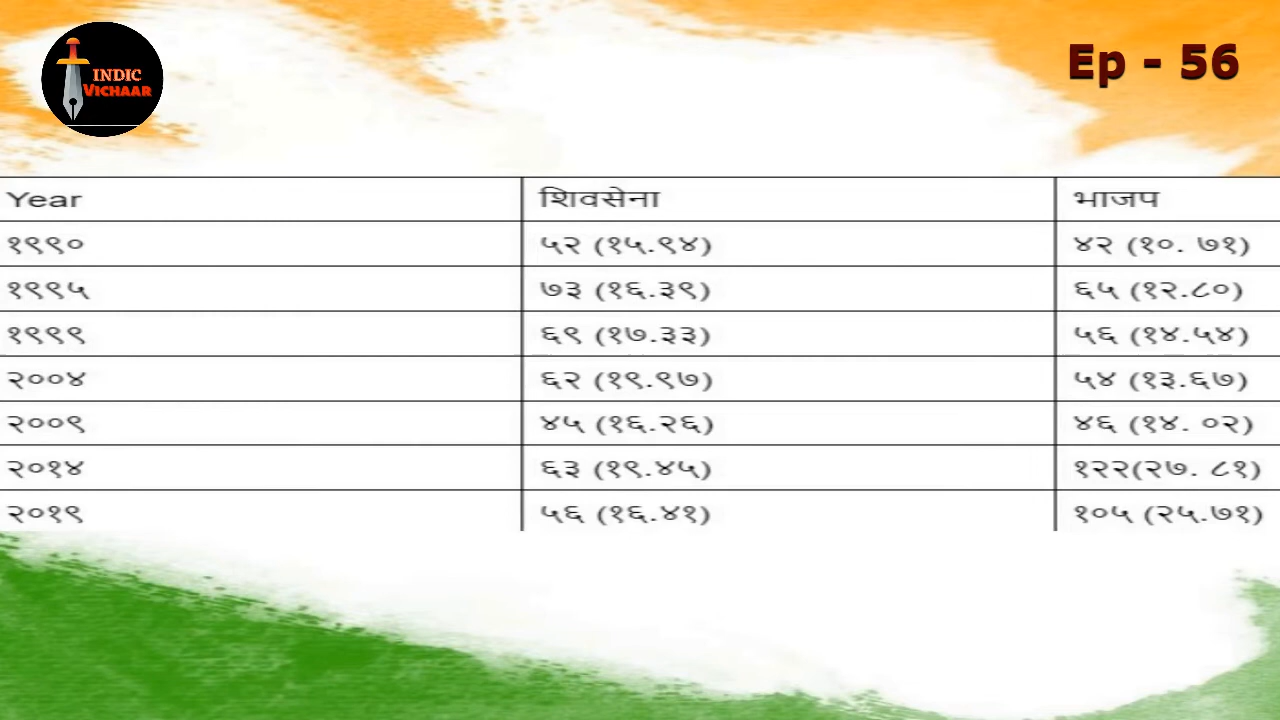 INDIC
VICHAAR
Ep - 56
Year शिवसेना भाजप
१९९० ५२ (१५.९४) ४२ (१०. ७१)
१९९५ ७३ (१६.३९) ६५ (१२.८०)
१९९९ ६९ (१७.३३) ५६ (१४.५४)
२००४ ६२ (१९.९७) ५४ (१३.६७)
२००९ ४५ (१६.२६) ४६ (१४. ०२)
२०१४ ६३ (१९.४५) १२२(२७. ८१)
२०१९ ५६ (१६.४१) १०५ (२५.७१)